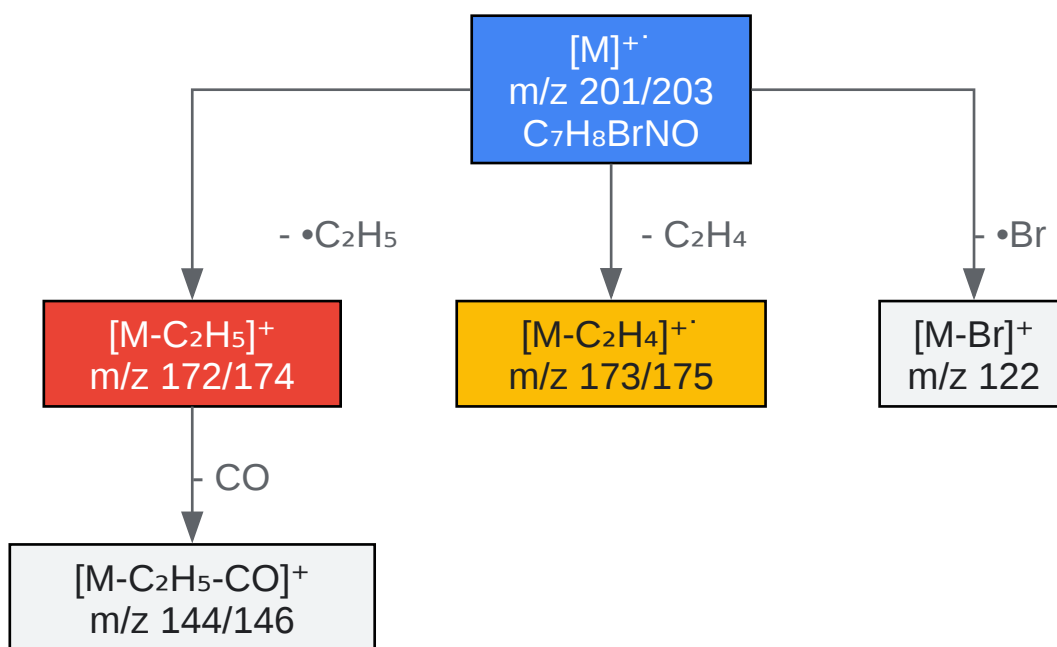 [M]⁺˙
m/z 201/203
C₇H₈BrNO
- •C₂H₅
- C₂H₄
- •Br
[M-C₂H₅]⁺
m/z 172/174
[M-C₂H₄]⁺˙
m/z 173/175
[M-Br]⁺
m/z 122
- CO
[M-C₂H₅-CO]⁺
m/z 144/146